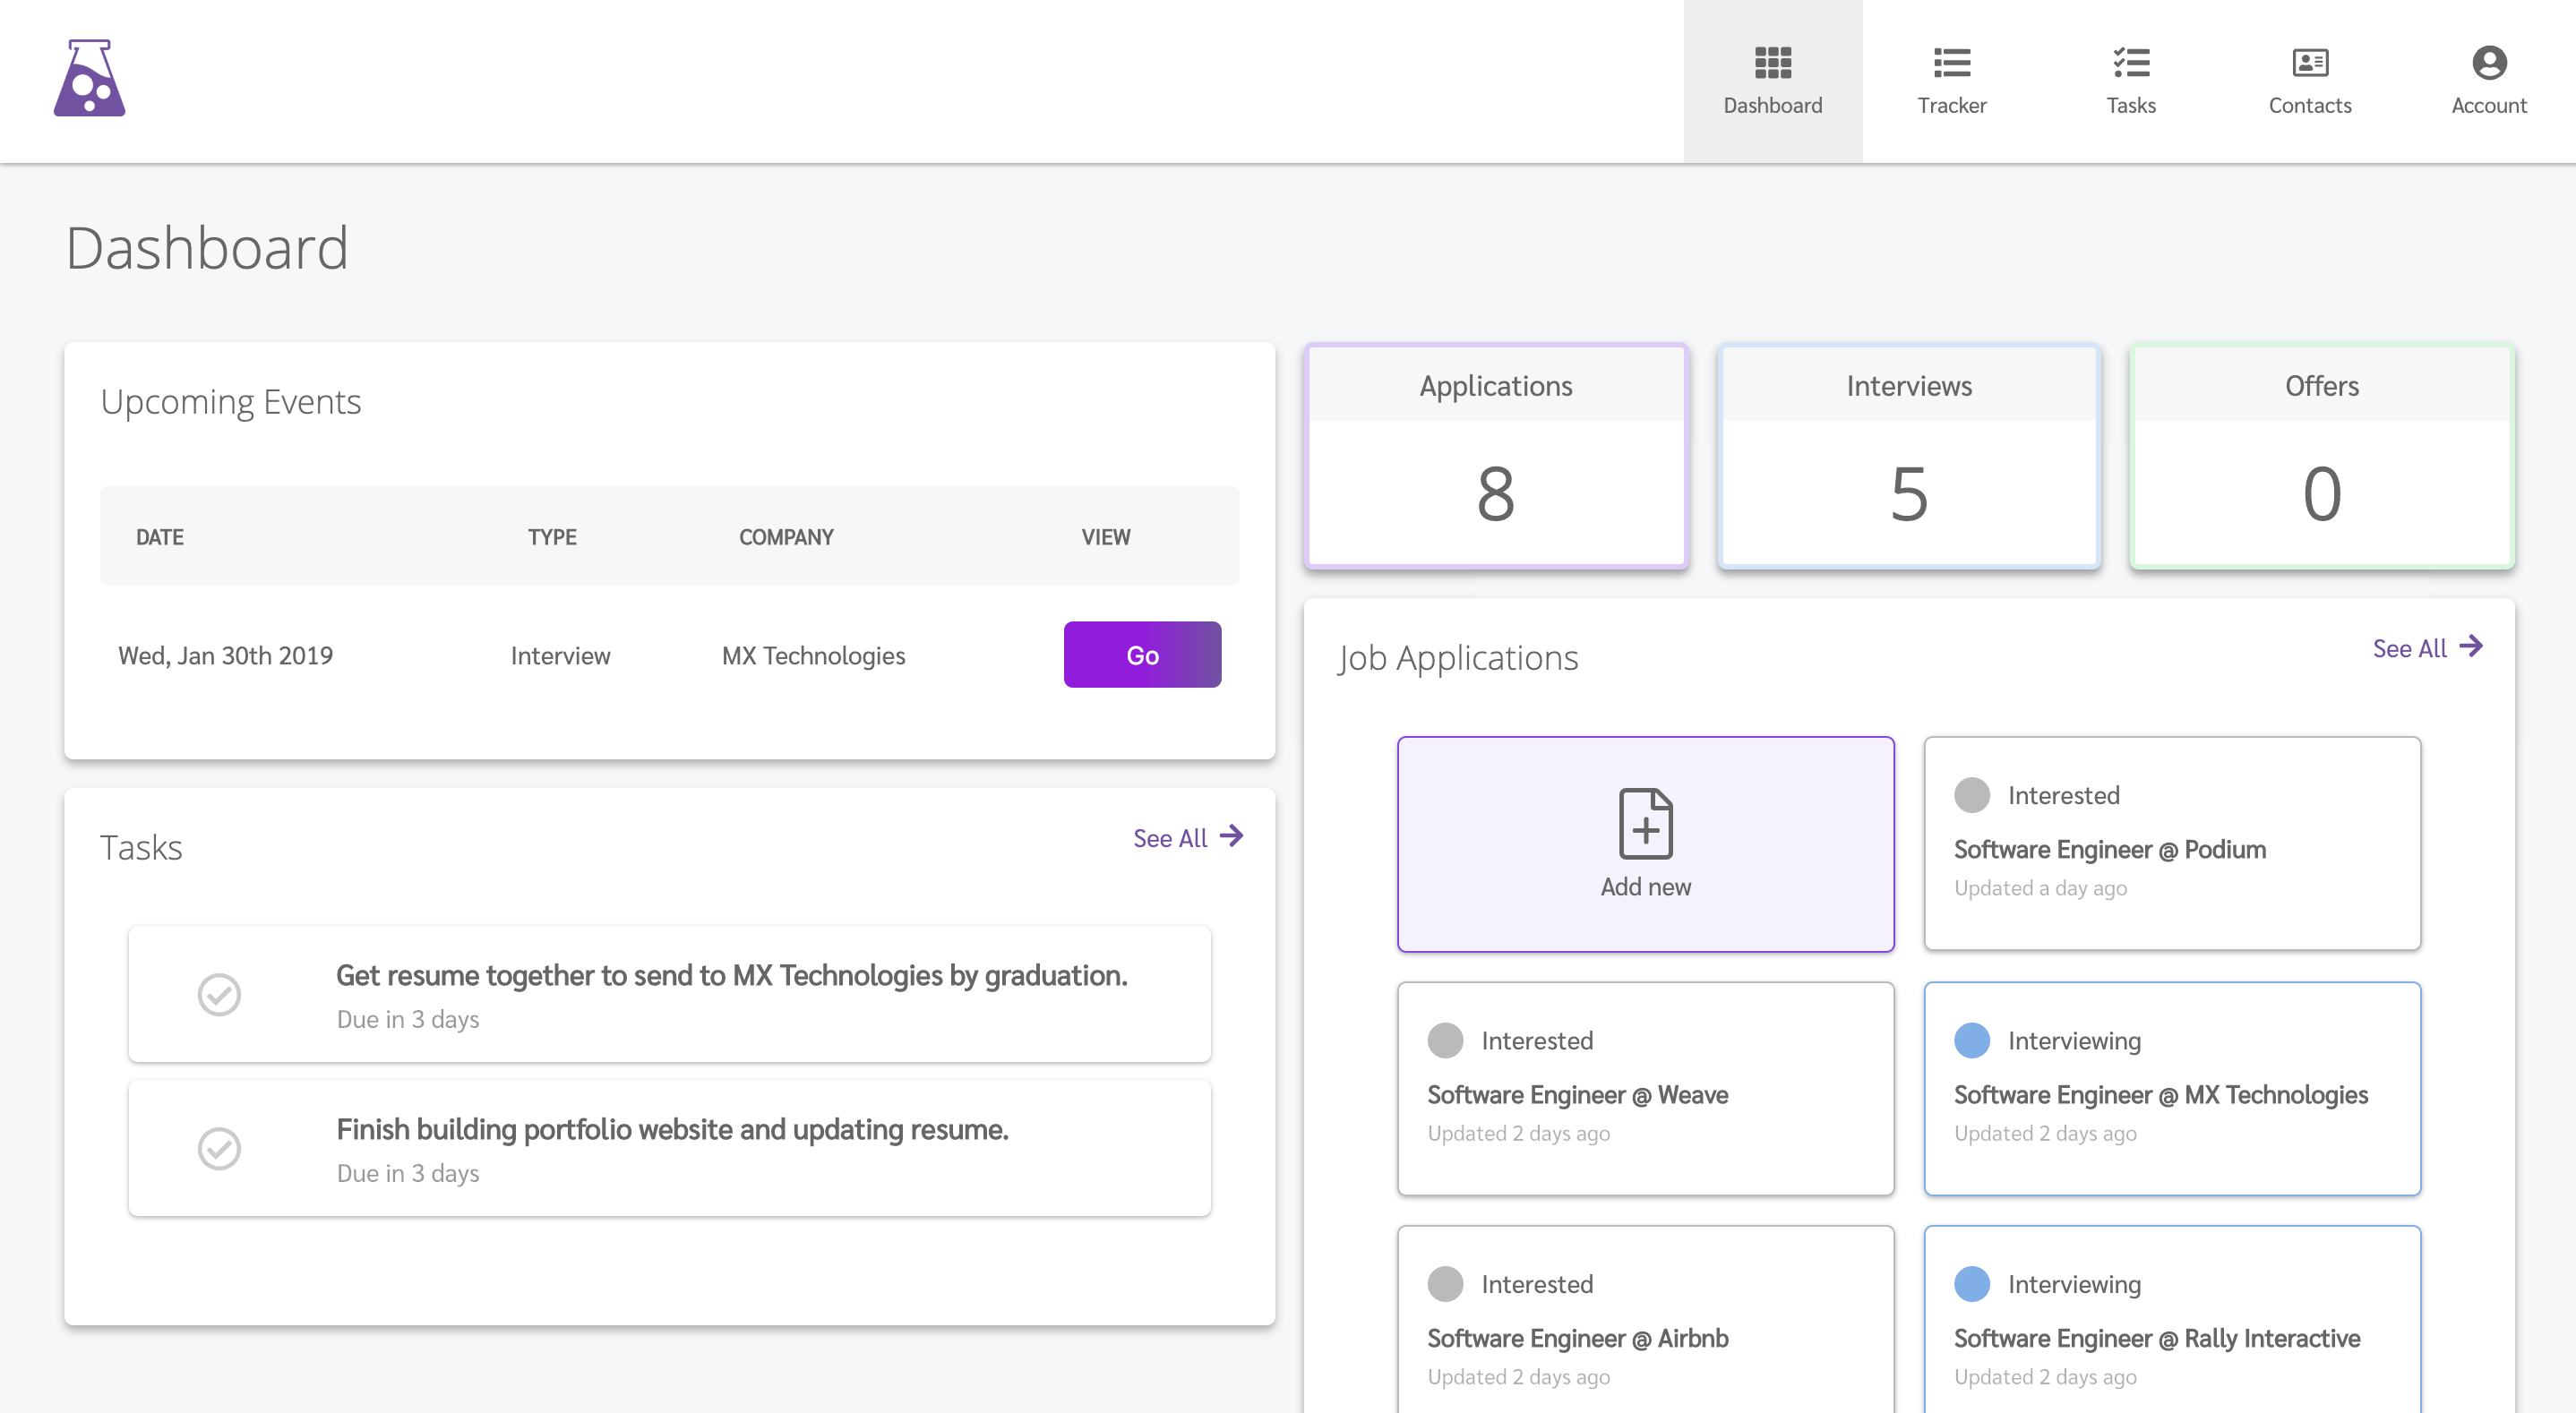 Dashboard
Tracker
Tasks
Contacts
Account
Dashboard
Upcoming Events
DATE TYPE COMPANY VIEW
Wed, Jan 30th 2019 Interview MX Technologies Go
Tasks
See All
Get resume together to send to MX Technologies by graduation.
Due in 3 days
Finish building portfolio website and updating resume.
Due in 3 days
Applications
8
Interviews
5
Offers
0
Job Applications
See All
Add new
Interested
Software Engineer @ Podium
Updated a day ago
Interested
Software Engineer @ Weave
Updated 2 days ago
Interviewing
Software Engineer @ MX Technologies
Updated 2 days ago
Interested
Software Engineer @ Airbnb
Updated 2 days ago
Interviewing
Software Engineer @ Rally Interactive
Updated 2 days ago